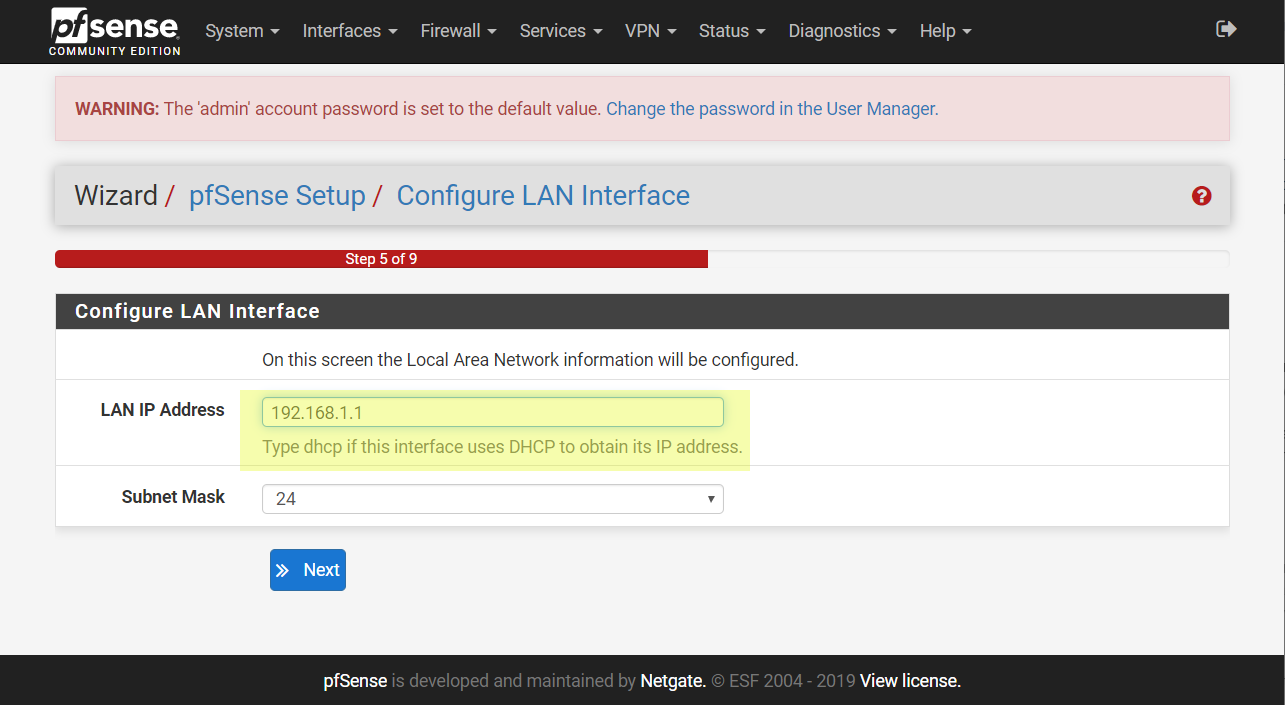 pfsense
COMMUNITY EDITION
System Interfaces Firewall Services VPN Status Diagnostics Help
WARNING: The 'admin' account password is set to the default value. Change the password in the User Manager.
Wizard / pfSense Setup / Configure LAN Interface
Step 5 of 9
Configure LAN Interface
On this screen the Local Area Network information will be configured.
LAN IP Address 192.168.1.1
Type dhcp if this interface uses DHCP to obtain its IP address.
Subnet Mask 24
Next
pfSense is developed and maintained by Netgate. © ESF 2004 - 2019 View license.